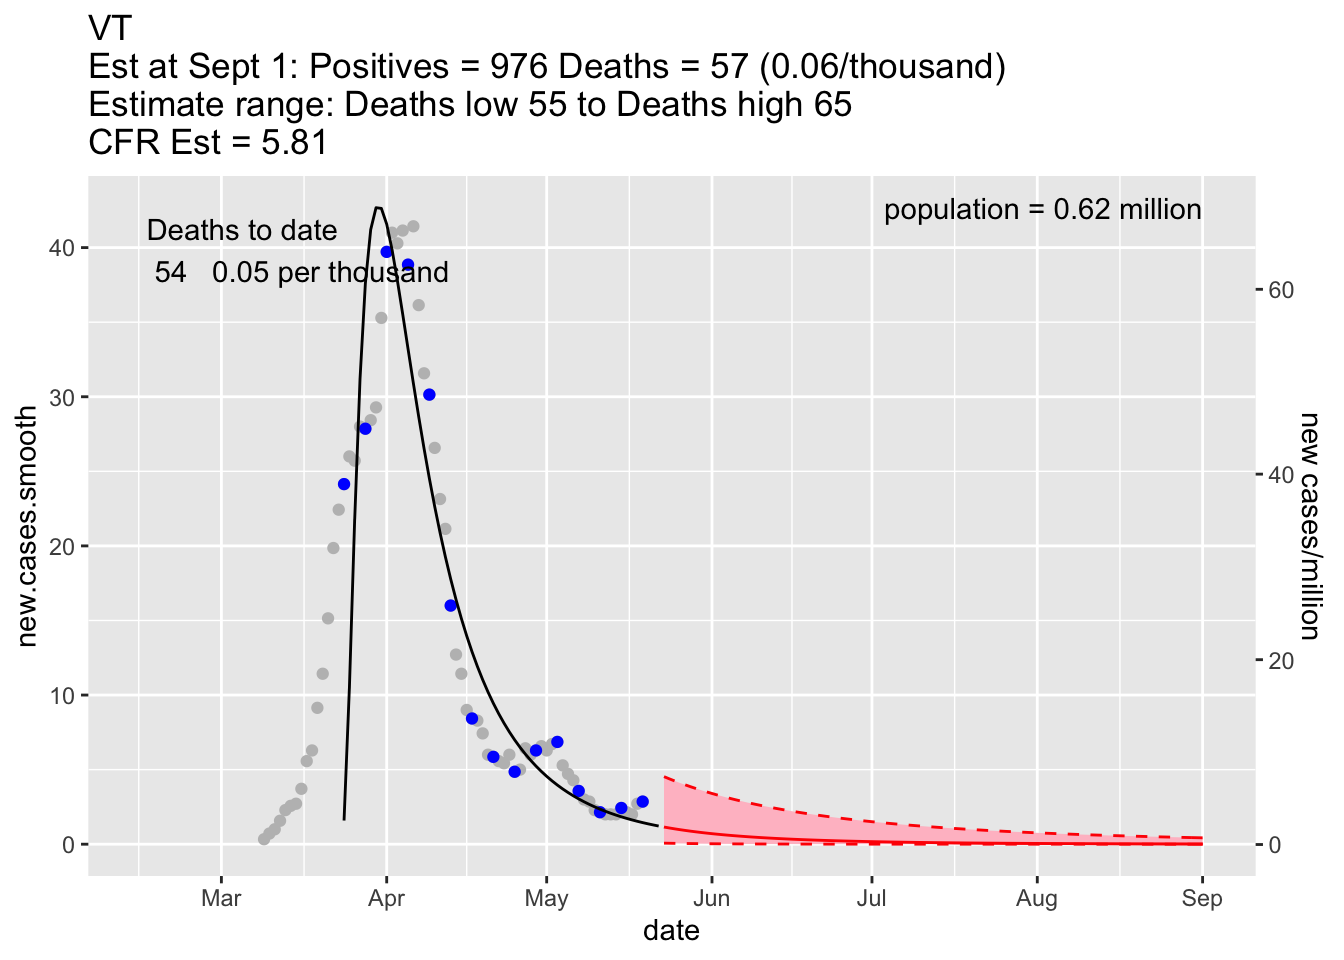 VT
Est at Sept 1: Positives = 976 Deaths = 57 (0.06/thousand)
Estimate range: Deaths low 55 to Deaths high 65
CFR Est = 5.81
population = 0.62 million
Deaths to date
54 0.05 per thousand
40
30
20
10
0
new.cases.smooth
60
40
20
0
new cases/million
Mar Apr May Jun Jul Aug Sep
date